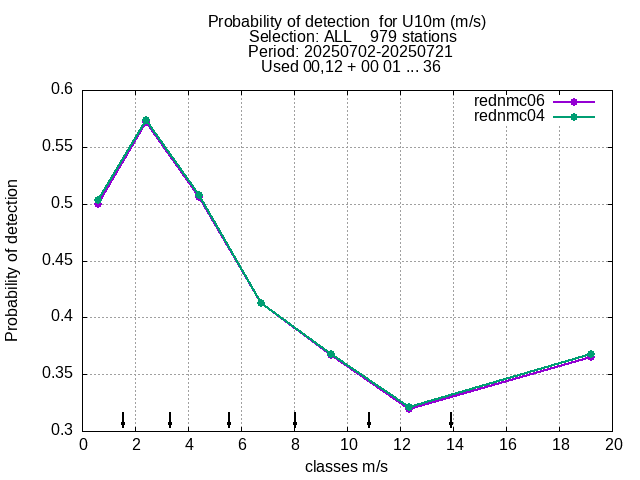 Probability of detection  for U10m (m/s)
Selection: ALL    979 stations
Period: 20250702-20250721
Used 00,12 + 00 01 ... 36
rednmc06
rednmc04
0.6
0.55
0.5
0.45
0.4
0.35
0.3
Probability of detection
0 2 4 6 8 10 12 14 16 18 20
classes m/s